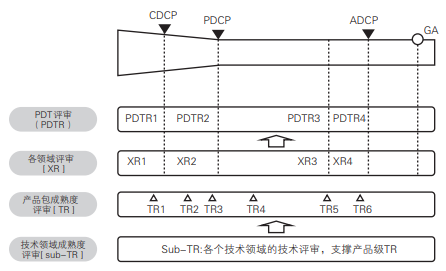 CDCP
PDCP
ADCP
GA
PDT评审
( PDTR )
PDTR1 PDTR2 PDTR3 PDTR4
各领域评审
[ XR ]
XR1 XR2 XR3 XR4
产品包成熟度
评审[ TR ]
TR1 TR2 TR3 TR4 TR5 TR6
技术领域成熟度
评审[ sub-TR ]
Sub-TR:各个技术领域的技术评审，支撑产品级TR